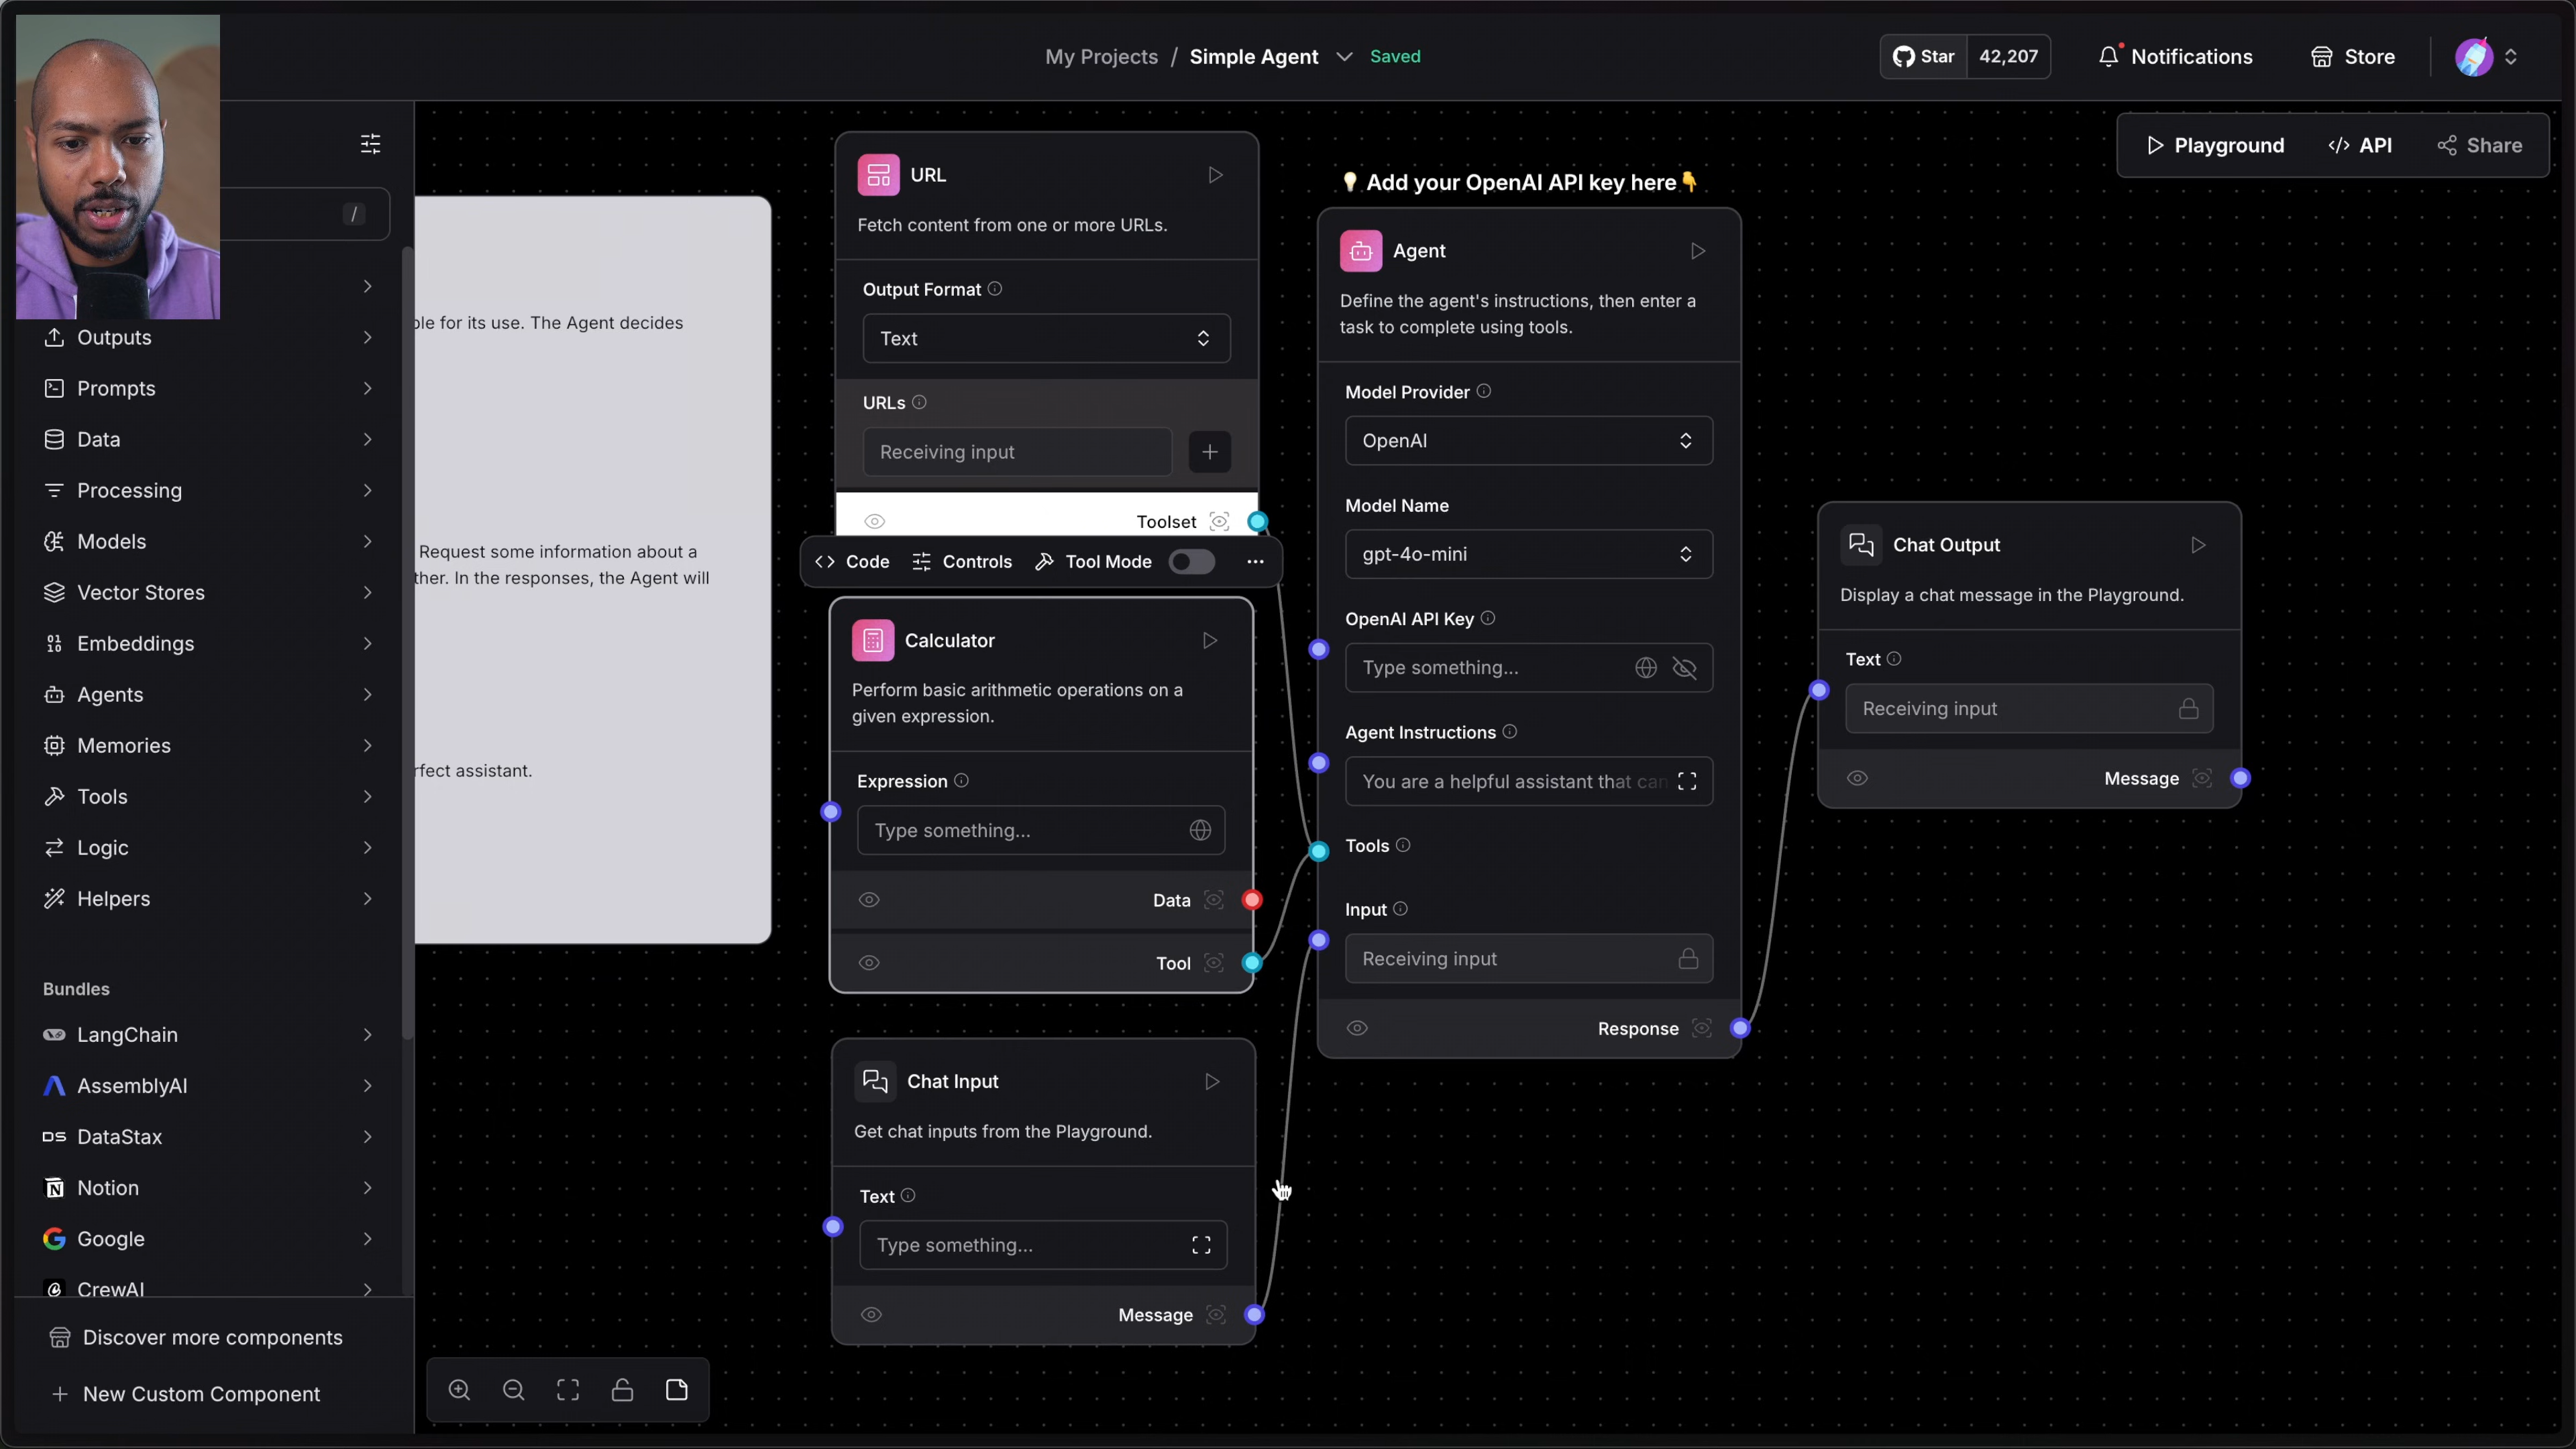 My Projects / Simple Agent Saved
Star 42,207
Notifications
Store
Playground
API
Share
/
Outputs
Prompts
Data
Processing
Models
Vector Stores
Embeddings
Agents
Memories
Tools
Logic
Helpers
Bundles
LangChain
AssemblyAI
DS DataStax
Notion
Google
CrewAI
Discover more components
New Custom Component
for its use. The Agent decides
Request some information about a
In the responses, the Agent will
assistant.
URL
Fetch content from one or more URLs.
Output Format
Text
URLs
Receiving input
Toolset
Code Controls Tool Mode
Calculator
Perform basic arithmetic operations on a
given expression.
Expression
Type something...
Data
Tool
Chat Input
Get chat inputs from the Playground.
Text
Type something...
Message
Add your OpenAI API key here
Agent
Define the agent's instructions, then enter a
task to complete using tools.
Model Provider
OpenAI
Model Name
gpt-4o-mini
OpenAI API Key
Type something...
Agent Instructions
You are a helpful assistant that can
Tools
Input
Receiving input
Response
Chat Output
Display a chat message in the Playground.
Text
Receiving input
Message